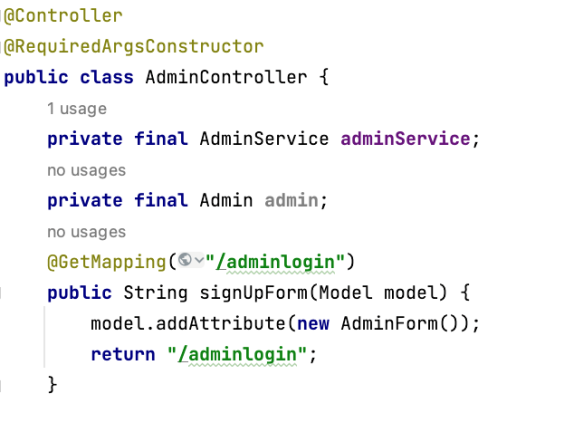 @Controller
@RequiredArgsConstructor
public class AdminController {
1 usage
private final AdminService adminService;
no usages
private final Admin admin;
no usages
@GetMapping("/adminlogin")
public String signUpForm(Model model) {
model.addAttribute(new AdminForm());
return "/adminlogin";
}